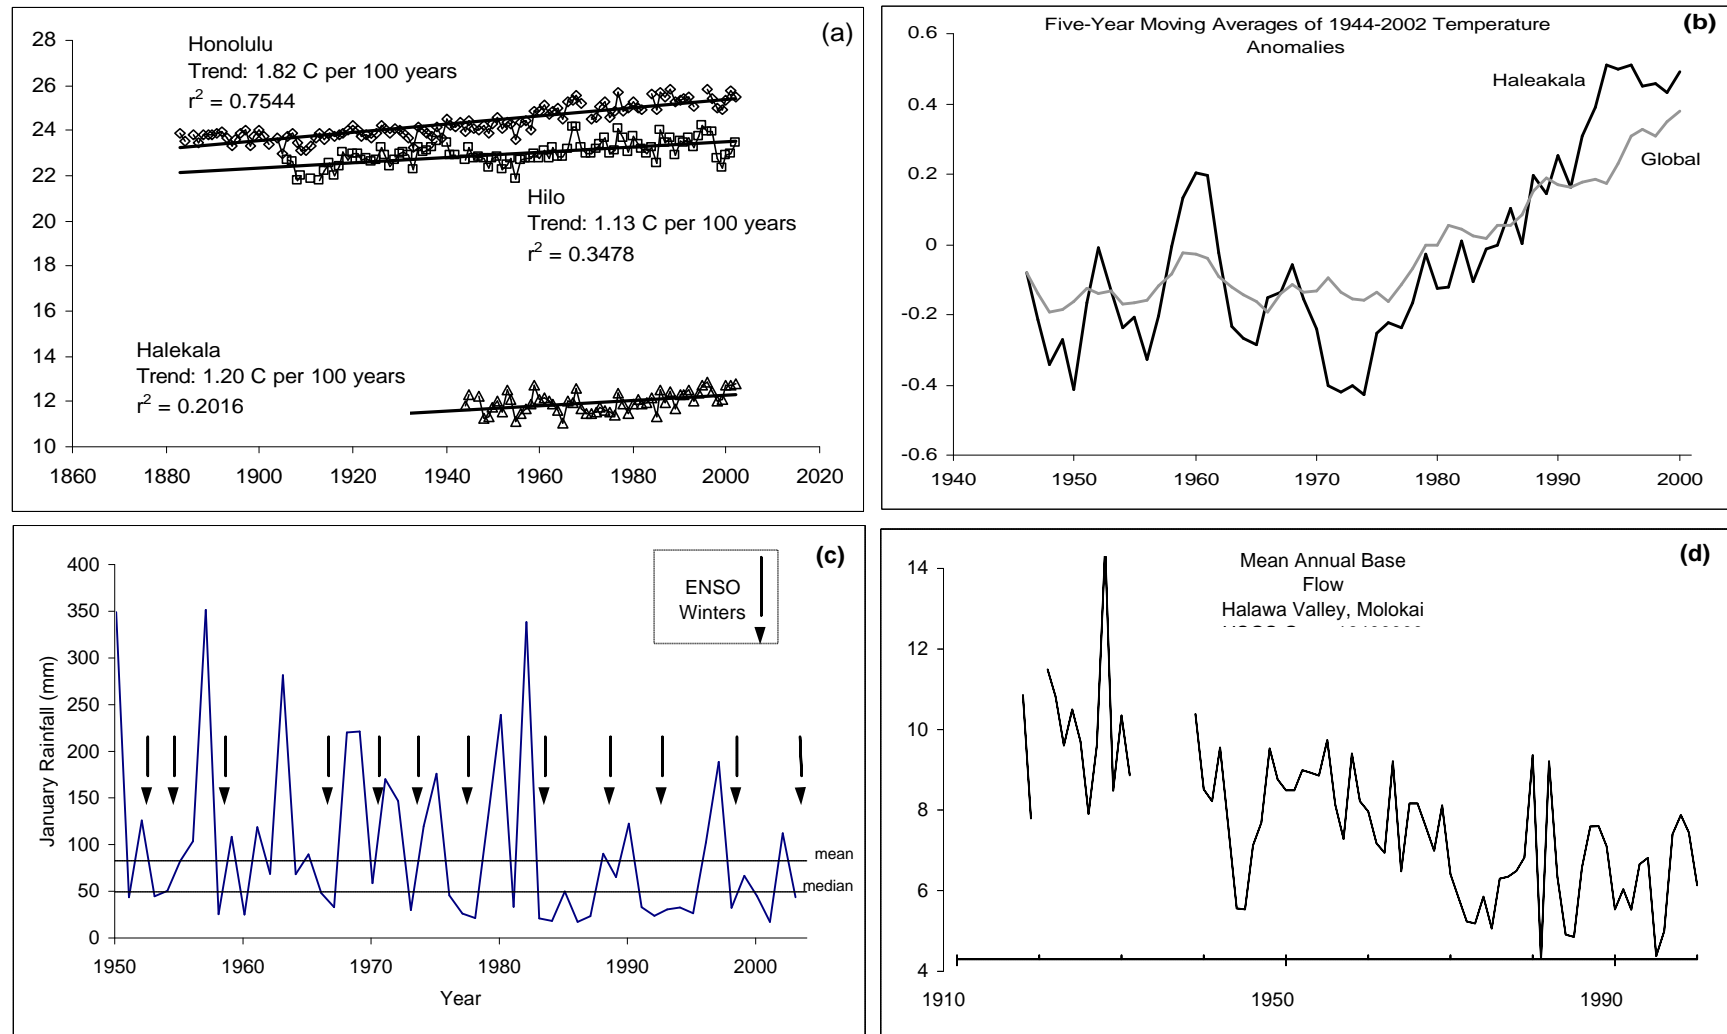 (a)
28
26
24
22
20
18
16
14
12
10
1860 1880 1900 1920 1940 1960 1980 2000 2020
Honolulu
Trend: 1.82 C per 100 years
r² = 0.7544
Hilo
Trend: 1.13 C per 100 years
r² = 0.3478
Halekala
Trend: 1.20 C per 100 years
r² = 0.2016
(b)
Five-Year Moving Averages of 1944-2002 Temperature
Anomalies
0.6
0.4
0.2
0
-0.2
-0.4
-0.6
1940 1950 1960 1970 1980 1990 2000
Haleakala
Global
(c)
400
350
300
250
200
150
100
50
0
January Rainfall (mm)
ENSO
Winters
mean
median
1950 1960 1970 1980 1990 2000
Year
(d)
Mean Annual Base
Flow
Halawa Valley, Molokai
14
12
10
8
6
4
1910 1950 1990